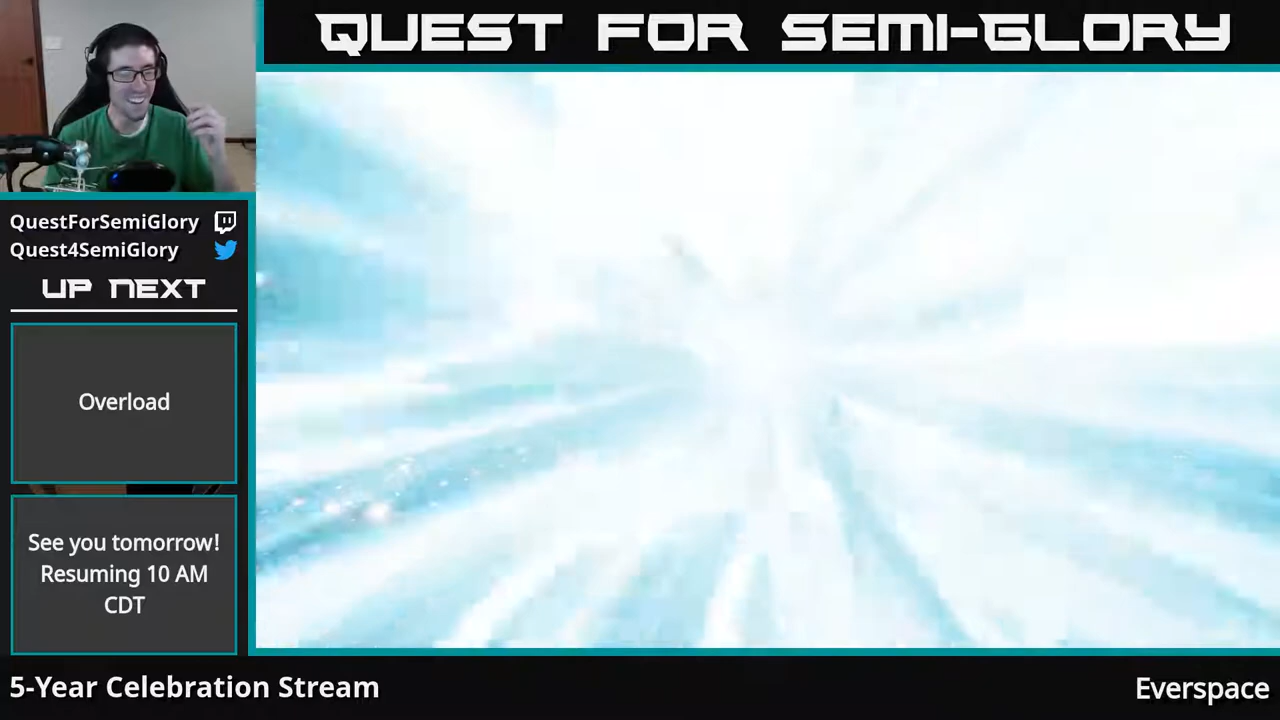 QUEST FOR SEMI-GLORY
QuestForSemiGlory
Quest4SemiGlory
UP NEXT
Overload
See you tomorrow!
Resuming 10 AM
CDT
5-Year Celebration Stream
Everspace